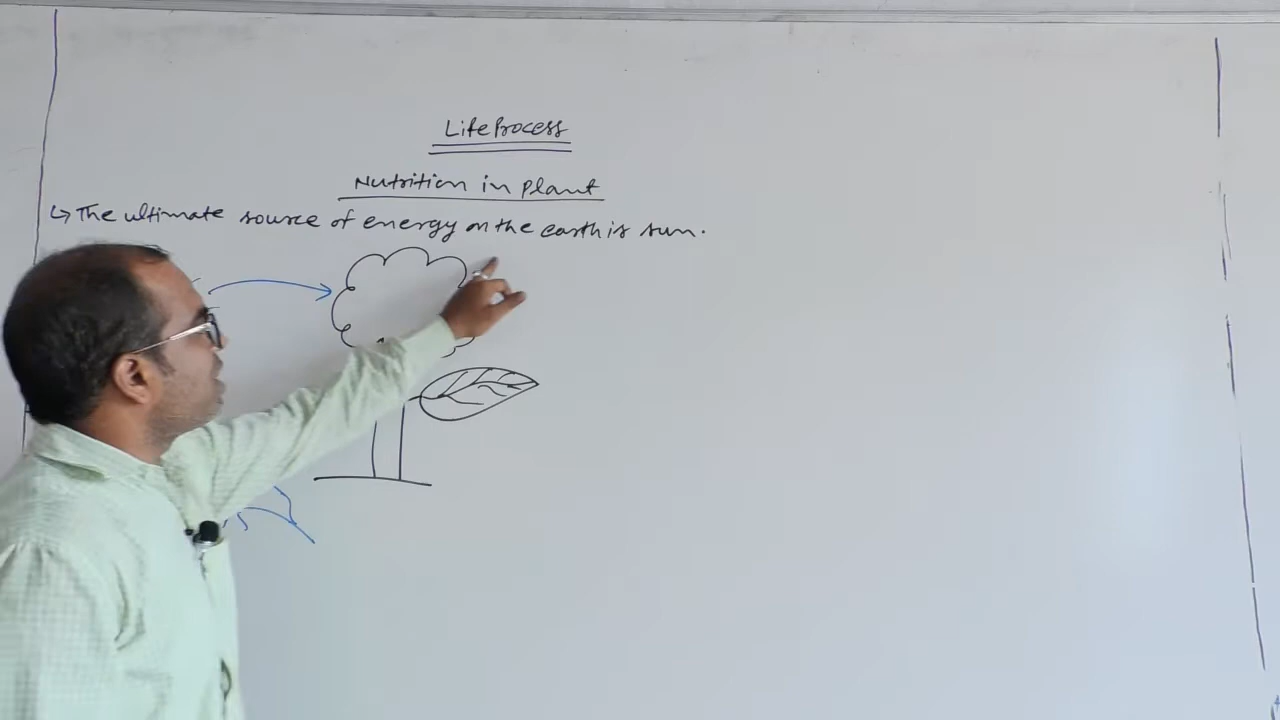 Life Process
Nutrition in plant
↳ The ultimate source of energy on the earth is sun.